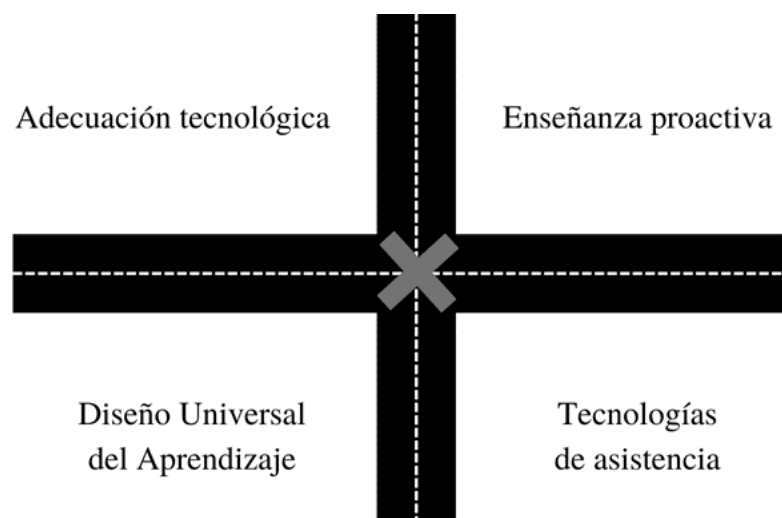 Adecuación tecnológica
Enseñanza proactiva
Diseño Universal
del Aprendizaje
Tecnologías
de asistencia